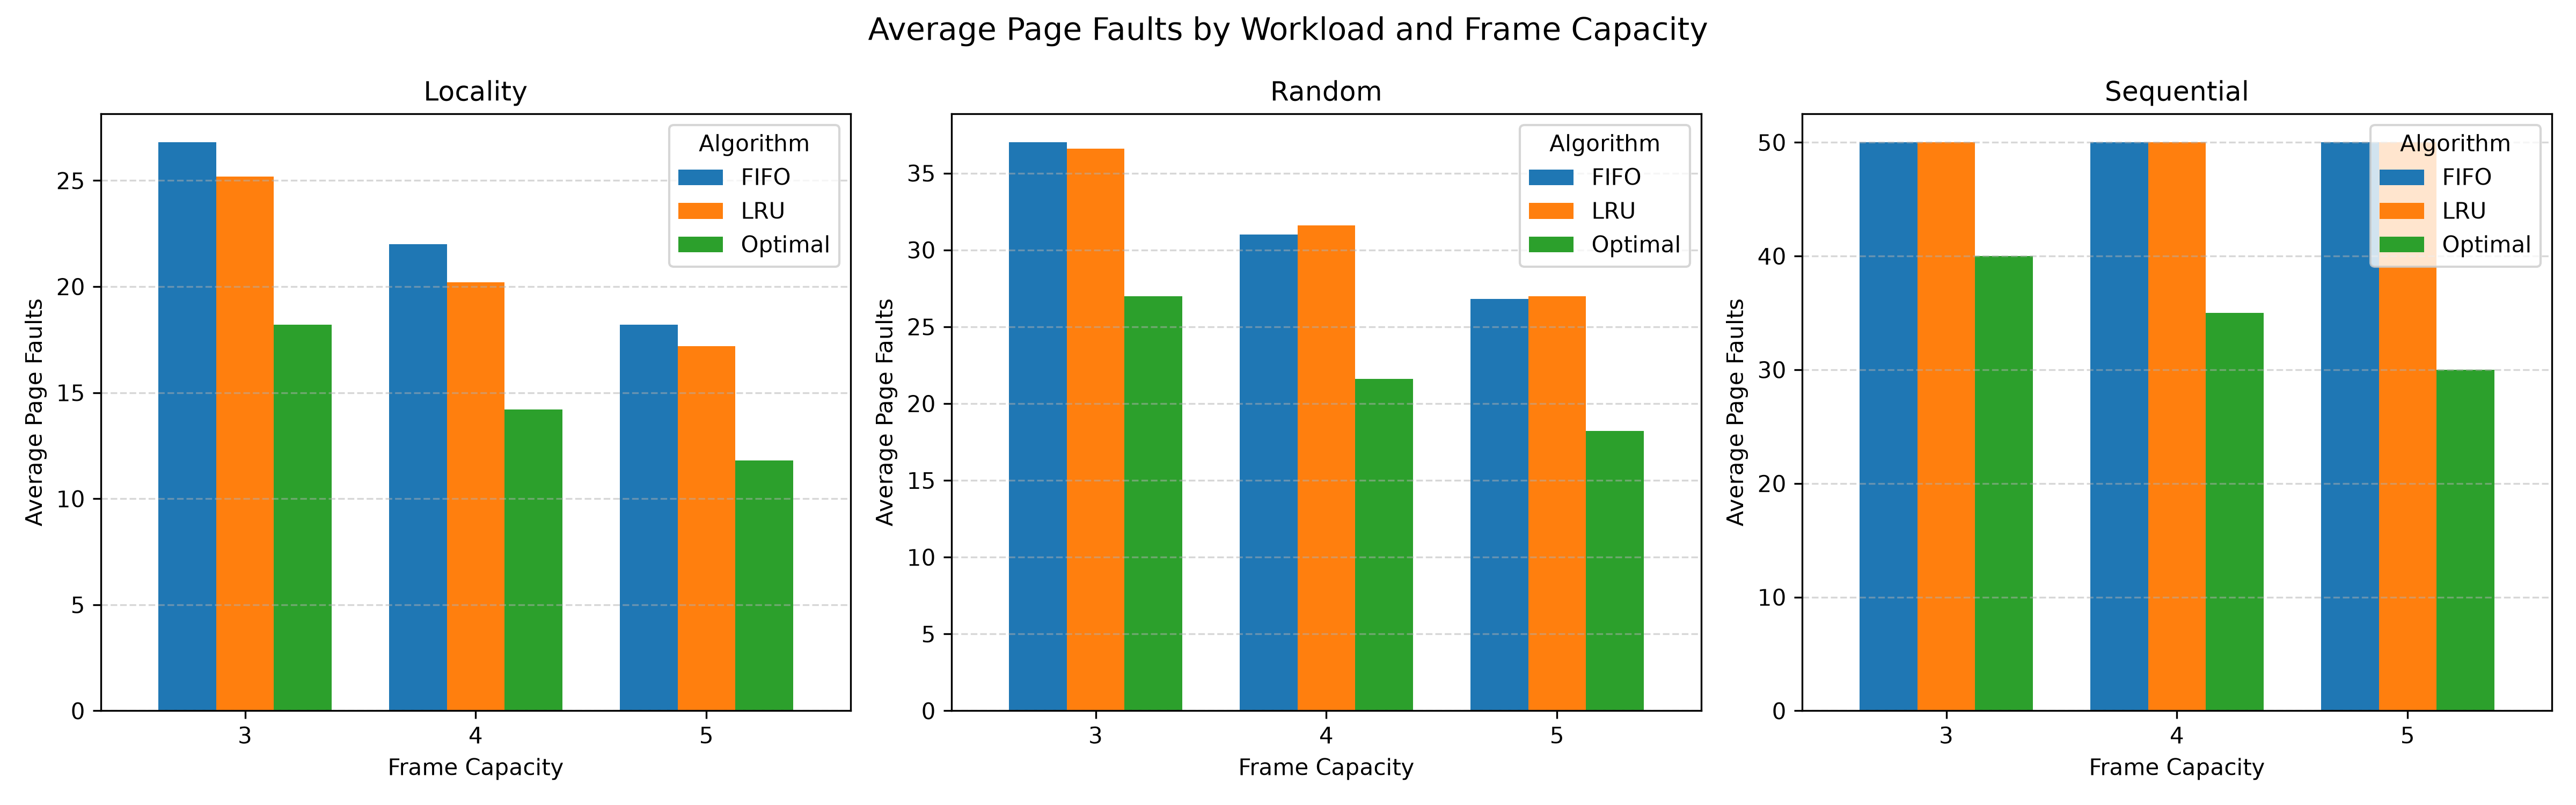 Average Page Faults by Workload and Frame Capacity
Locality
Average Page Faults
25
20
15
10
5
0
3 4 5
Frame Capacity
Algorithm
FIFO
LRU
Optimal
Random
Average Page Faults
35
30
25
20
15
10
5
0
3 4 5
Frame Capacity
Algorithm
FIFO
LRU
Optimal
Sequential
Average Page Faults
50
40
30
20
10
0
3 4 5
Frame Capacity
Algorithm
FIFO
LRU
Optimal